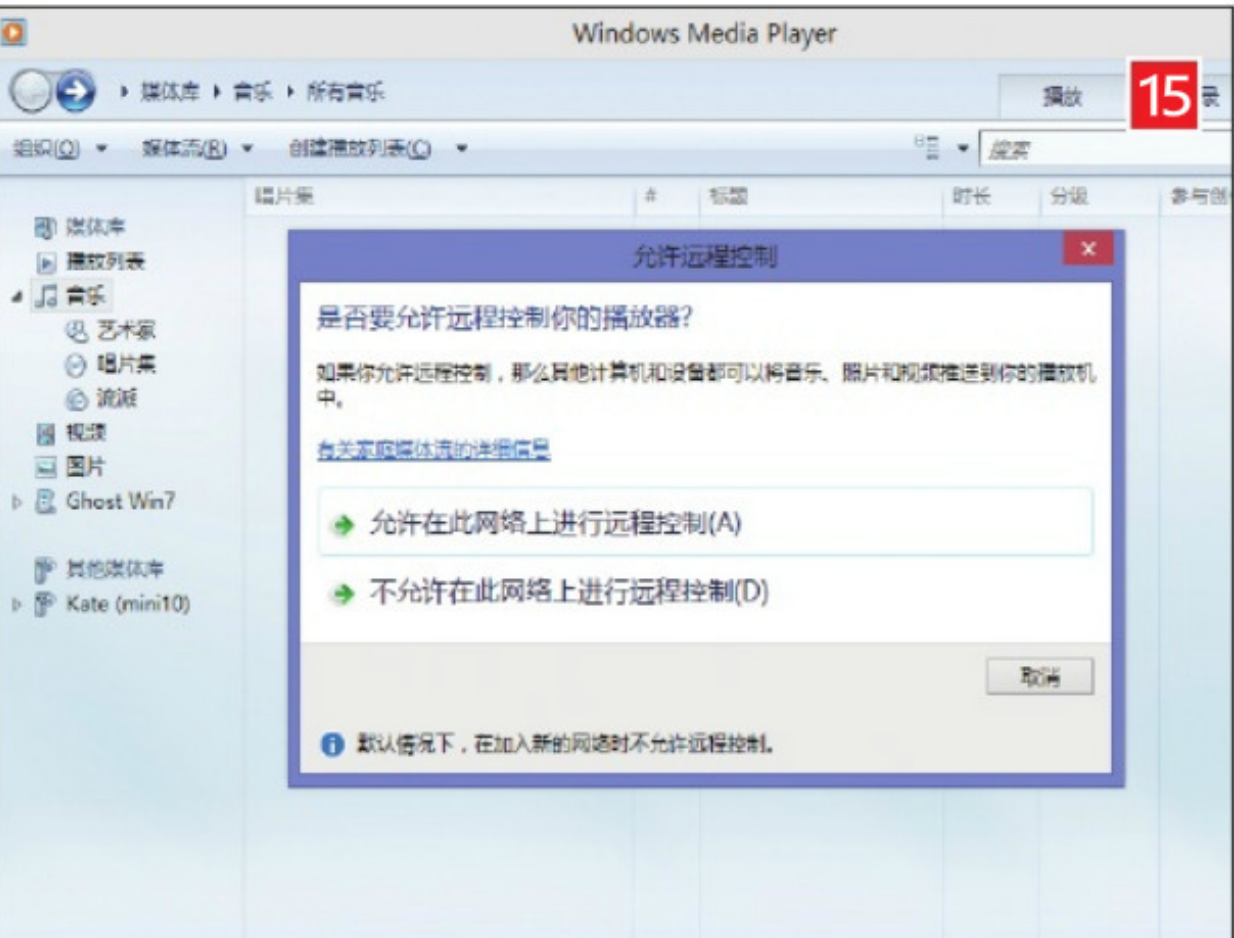 Windows Media Player
媒体库 音乐 所有音乐
播放
15
录
组织(O) 媒体流(R) 创建播放列表(C)
搜索
唱片集 # 标题 时长 分级 参与创
媒体库
播放列表
音乐
艺术家
唱片集
流派
视频
图片
Ghost Win7
其他媒体库
Kate (mini10)
允许远程控制
是否要允许远程控制你的播放器?
如果你允许远程控制，那么其他计算机和设备都可以将音乐、照片和视频推送到你的播放机
中。
有关家庭媒体流的详细信息
允许在此网络上进行远程控制(A)
不允许在此网络上进行远程控制(D)
取消
默认情况下，在加入新的网络时不允许远程控制。